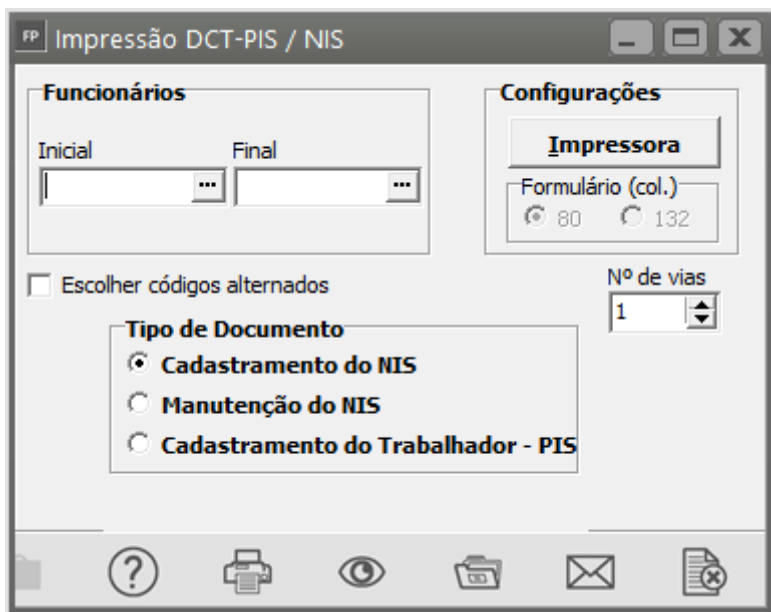 FP Impressão DCT-PIS / NIS
Funcionários
Inicial Final
... ...
Configurações
Impressora
Formulário (col.)
80 132
Escolher códigos alternados
Nº de vias
1
Tipo de Documento
Cadastramento do NIS
Manutenção do NIS
Cadastramento do Trabalhador - PIS